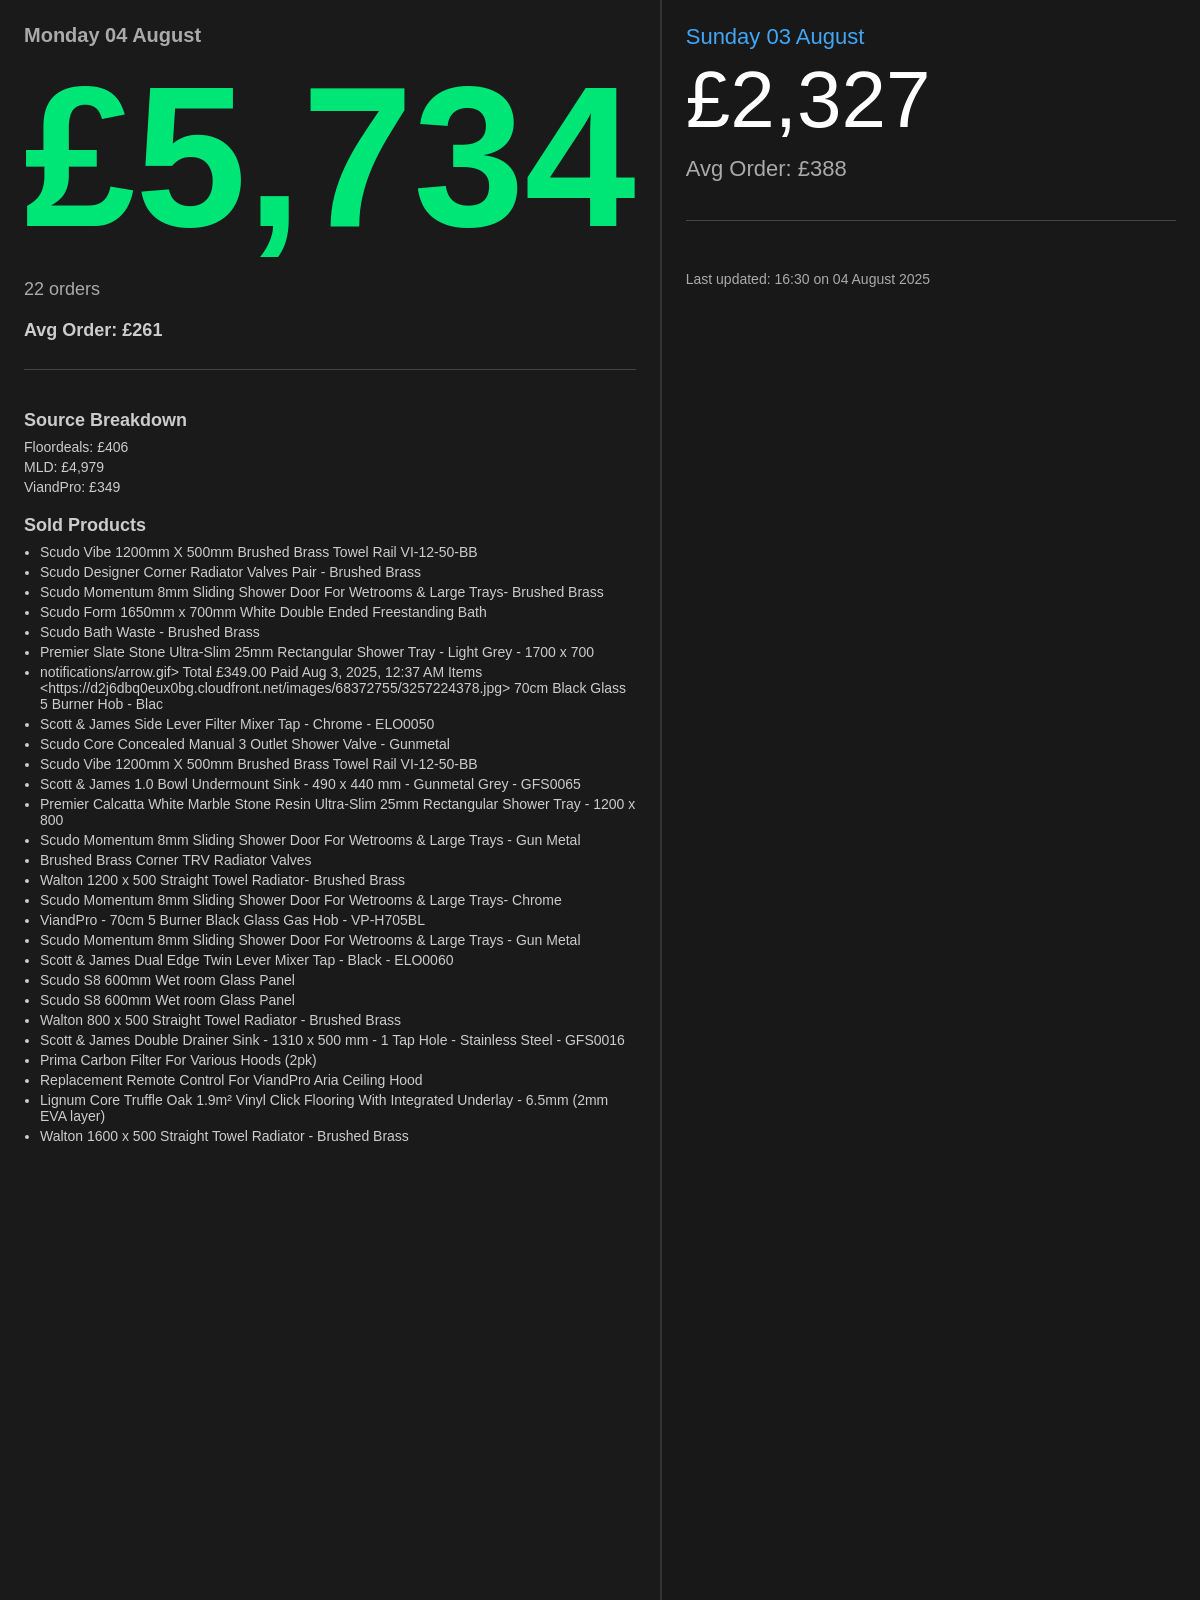 Monday 04 August
£5,734
22 orders
Avg Order: £261
Source Breakdown
Floordeals: £406
MLD: £4,979
ViandPro: £349
Sold Products
• Scudo Vibe 1200mm X 500mm Brushed Brass Towel Rail VI-12-50-BB
• Scudo Designer Corner Radiator Valves Pair - Brushed Brass
• Scudo Momentum 8mm Sliding Shower Door For Wetrooms & Large Trays- Brushed Brass
• Scudo Form 1650mm x 700mm White Double Ended Freestanding Bath
• Scudo Bath Waste - Brushed Brass
• Premier Slate Stone Ultra-Slim 25mm Rectangular Shower Tray - Light Grey - 1700 x 700
• notifications/arrow.gif> Total £349.00 Paid Aug 3, 2025, 12:37 AM Items
<https://d2j6dbq0eux0bg.cloudfront.net/images/68372755/3257224378.jpg> 70cm Black Glass
5 Burner Hob - Blac
• Scott & James Side Lever Filter Mixer Tap - Chrome - ELO0050
• Scudo Core Concealed Manual 3 Outlet Shower Valve - Gunmetal
• Scudo Vibe 1200mm X 500mm Brushed Brass Towel Rail VI-12-50-BB
• Scott & James 1.0 Bowl Undermount Sink - 490 x 440 mm - Gunmetal Grey - GFS0065
• Premier Calcatta White Marble Stone Resin Ultra-Slim 25mm Rectangular Shower Tray - 1200 x
800
• Scudo Momentum 8mm Sliding Shower Door For Wetrooms & Large Trays - Gun Metal
• Brushed Brass Corner TRV Radiator Valves
• Walton 1200 x 500 Straight Towel Radiator- Brushed Brass
• Scudo Momentum 8mm Sliding Shower Door For Wetrooms & Large Trays- Chrome
• ViandPro - 70cm 5 Burner Black Glass Gas Hob - VP-H705BL
• Scudo Momentum 8mm Sliding Shower Door For Wetrooms & Large Trays - Gun Metal
• Scott & James Dual Edge Twin Lever Mixer Tap - Black - ELO0060
• Scudo S8 600mm Wet room Glass Panel
• Scudo S8 600mm Wet room Glass Panel
• Walton 800 x 500 Straight Towel Radiator - Brushed Brass
• Scott & James Double Drainer Sink - 1310 x 500 mm - 1 Tap Hole - Stainless Steel - GFS0016
• Prima Carbon Filter For Various Hoods (2pk)
• Replacement Remote Control For ViandPro Aria Ceiling Hood
• Lignum Core Truffle Oak 1.9m² Vinyl Click Flooring With Integrated Underlay - 6.5mm (2mm
EVA layer)
• Walton 1600 x 500 Straight Towel Radiator - Brushed Brass
Sunday 03 August
£2,327
Avg Order: £388
Last updated: 16:30 on 04 August 2025